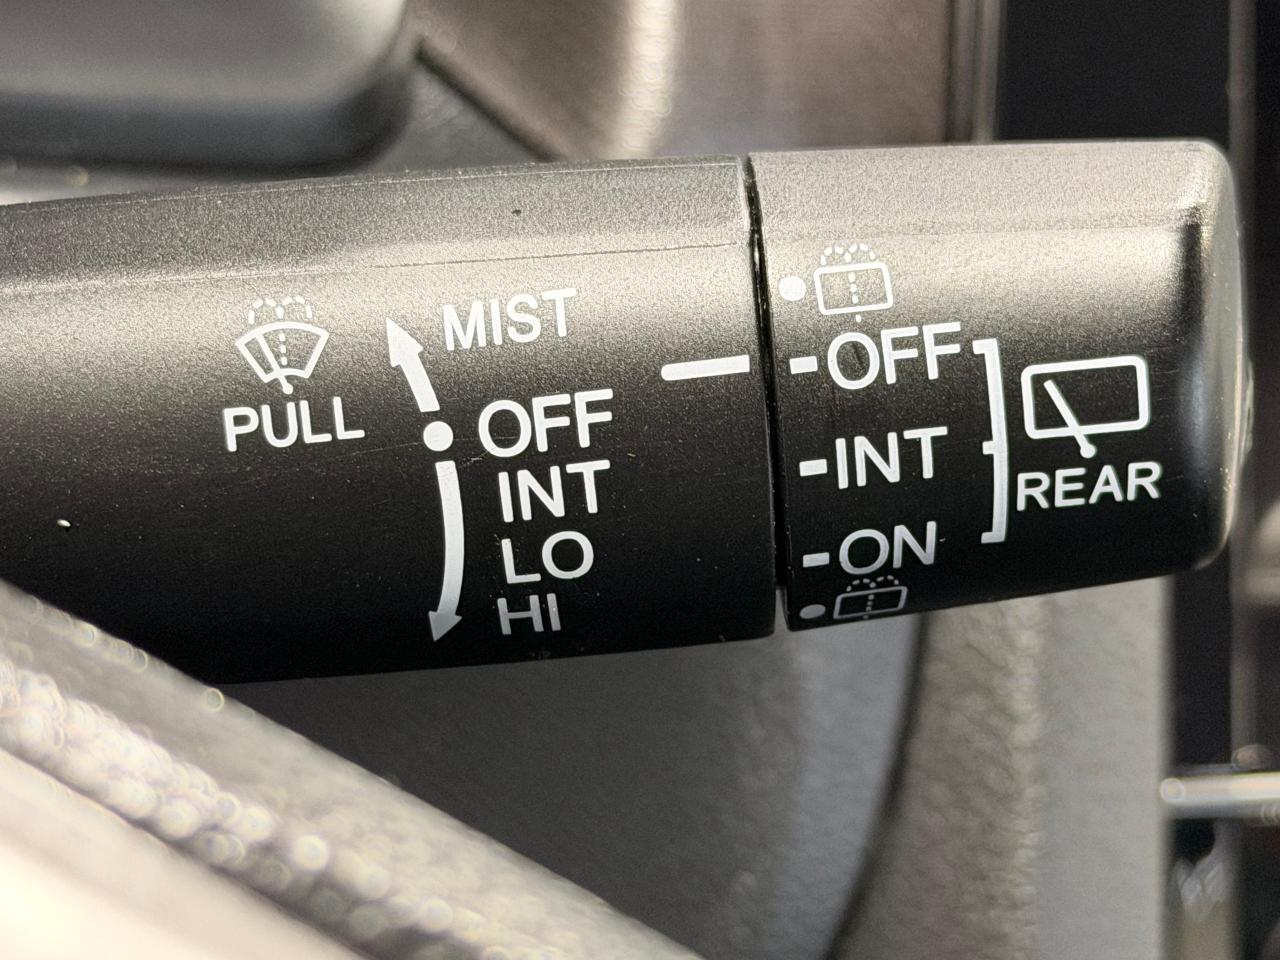 PULL
MIST
OFF
INT
LO
HI
OFF
INT
ON
REAR